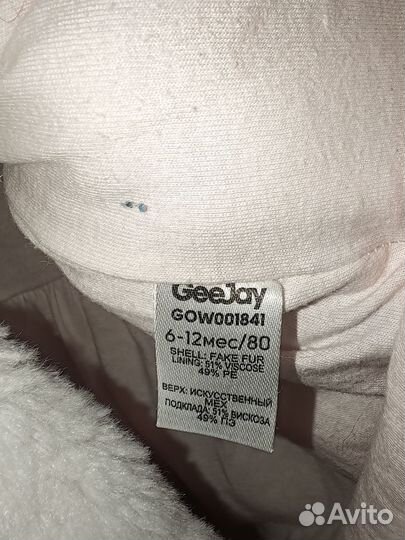 GeeJay
GOW001841
6-12мес/80
SHELL: FAKE FUR
LINING: 51% VISCOSE
49% PE
ВЕРХ: ИСКУССТВЕННЫЙ
МЕХ
ПОДКЛАДА: 51% ВИСКОЗА
49% ПЭ
Avito